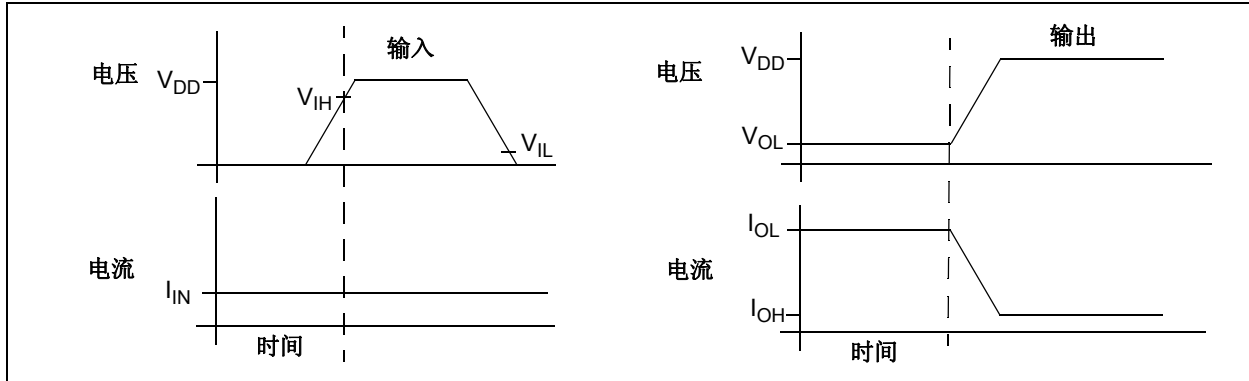 输入
电压
V_DD
V_IH
V_IL
电流
I_IN
时间
输出
电压
V_DD
V_OL
I_OL
电流
I_OH
时间